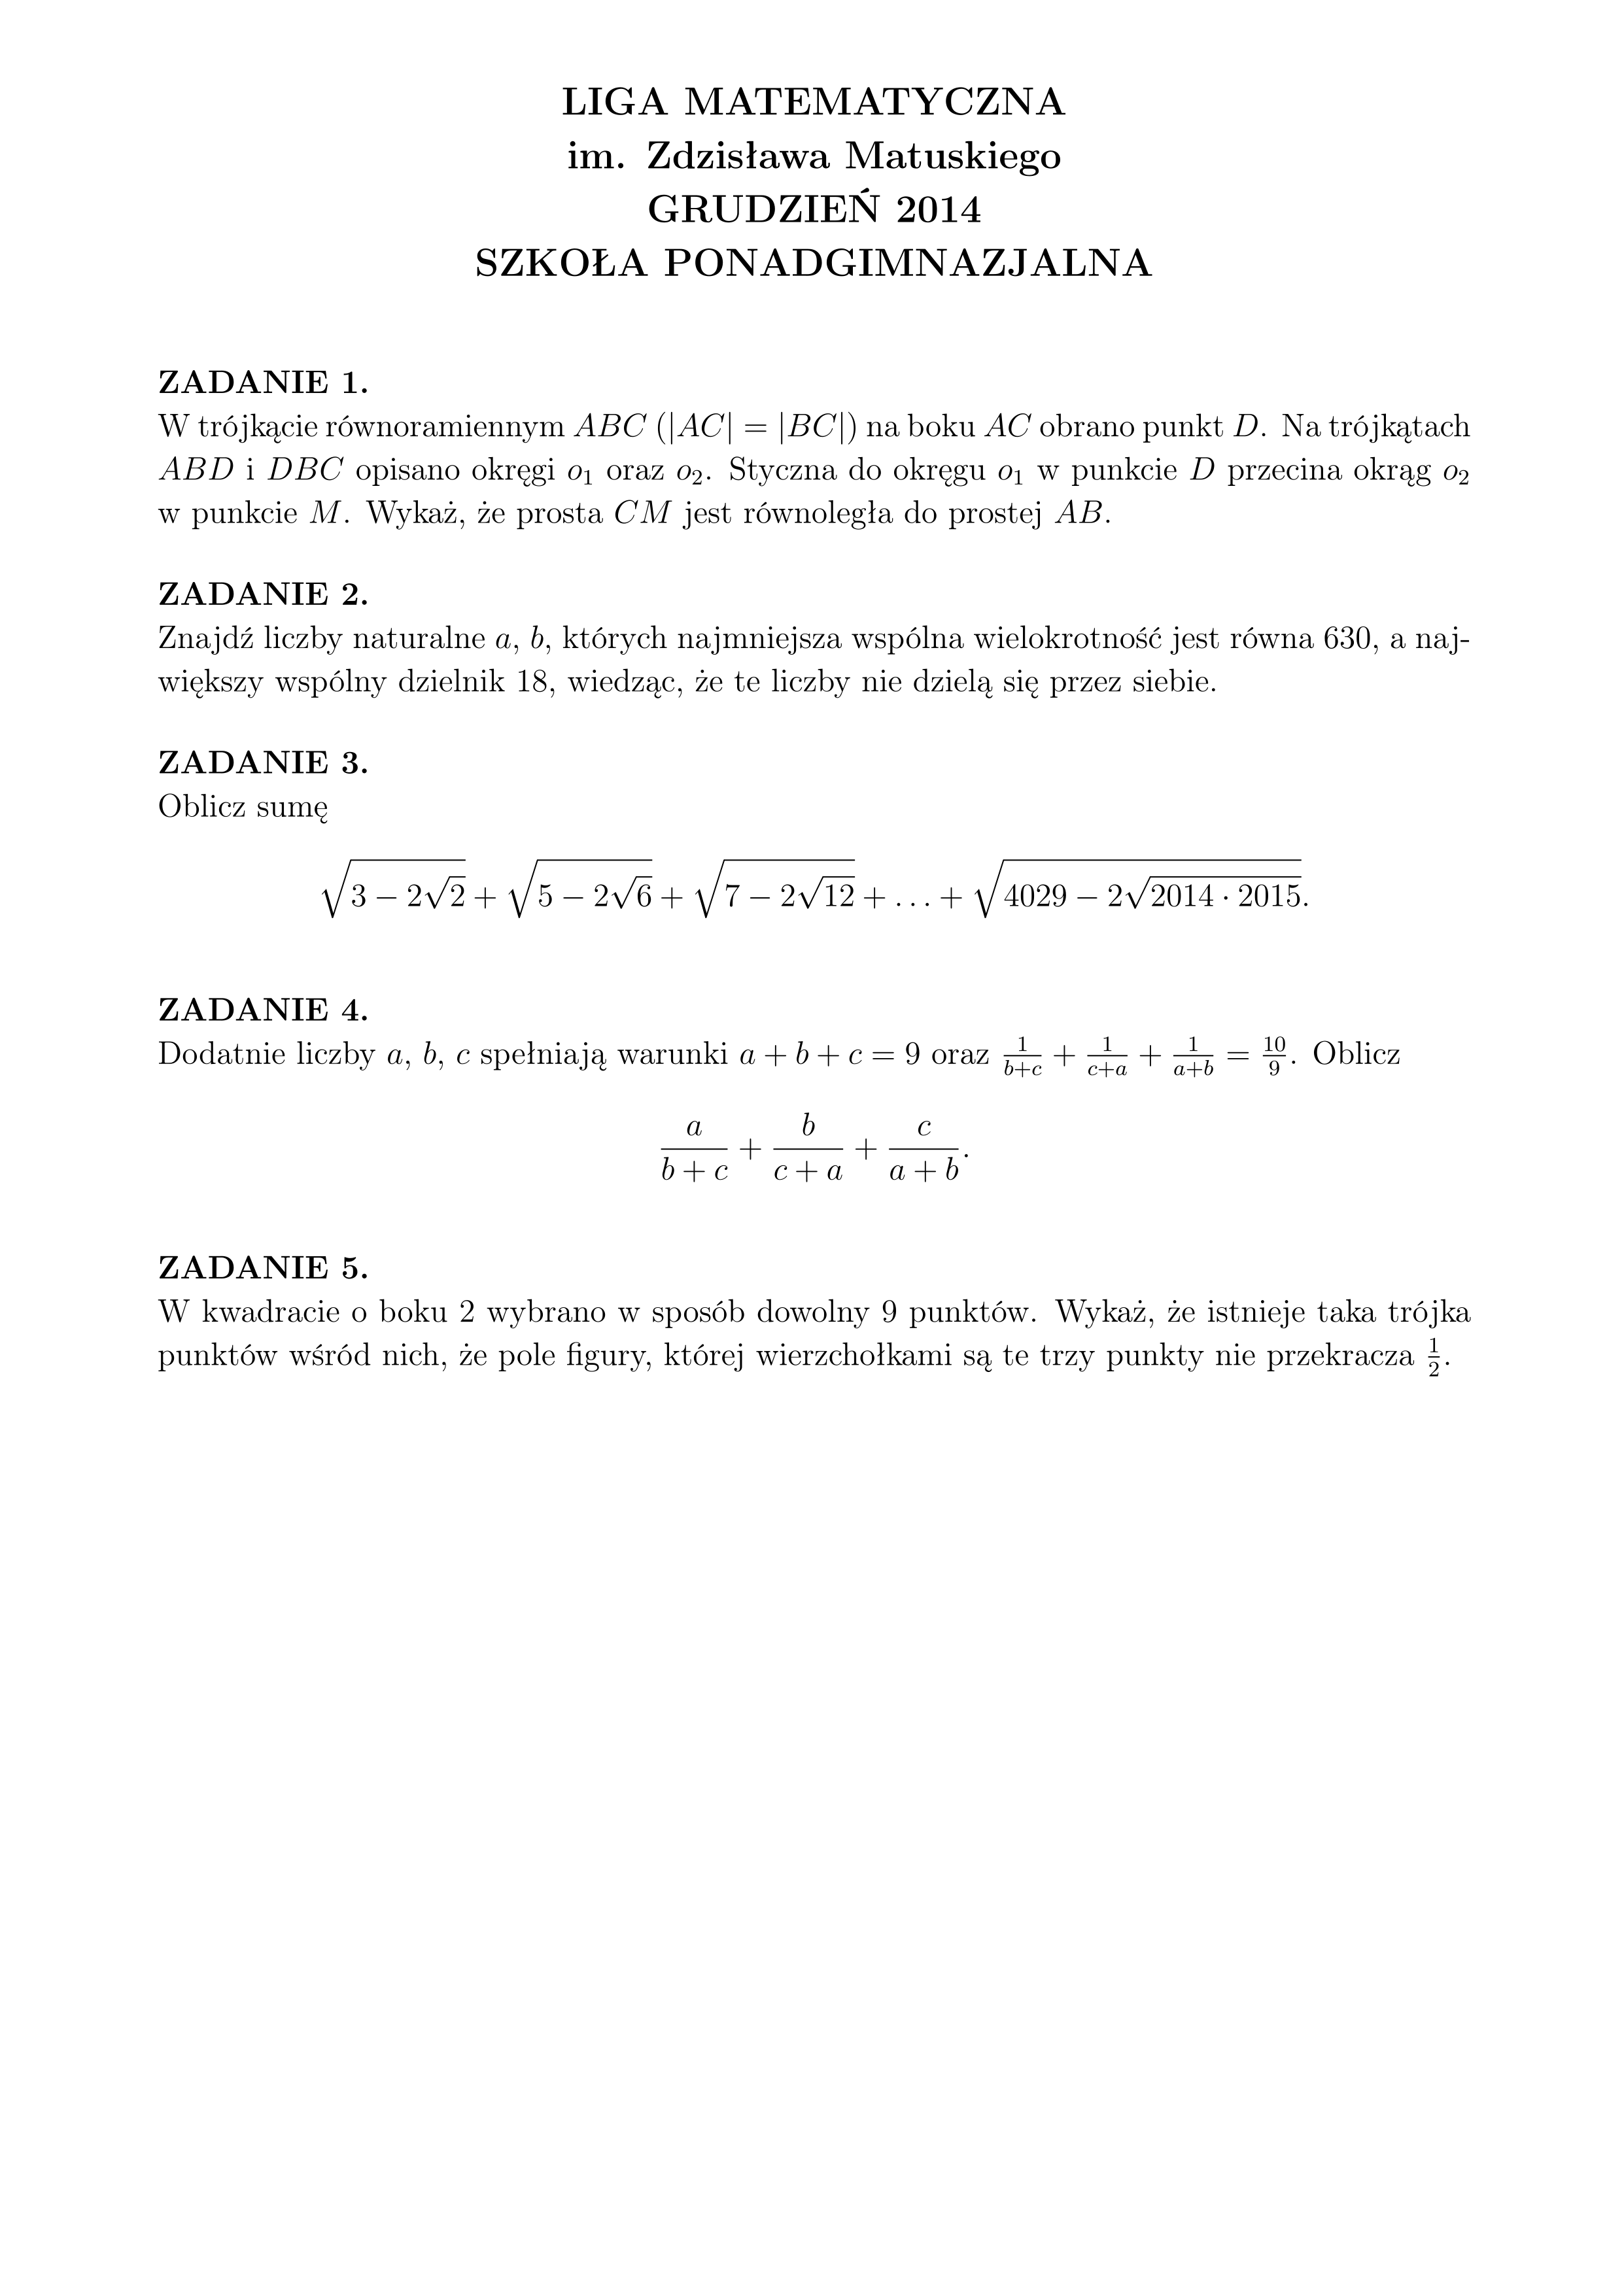 LIGA MATEMATYCZNA
im. Zdzisława Matuskiego
GRUDZIEŃ 2014
SZKOŁA PONADGIMNAZJALNA
ZADANIE 1.
W trójkącie równoramiennym $ABC$ ($|AC| = |BC|$) na boku $AC$ obrano punkt $D$. Na trójkątach
$ABD$ i $DBC$ opisano okręgi $o_1$ oraz $o_2$. Styczna do okręgu $o_1$ w punkcie $D$ przecina okrąg $o_2$
w punkcie $M$. Wykaż, że prosta $CM$ jest równoległa do prostej $AB$.
ZADANIE 2.
Znajdź liczby naturalne $a$, $b$, których najmniejsza wspólna wielokrotność jest równa 630, a naj-
większy wspólny dzielnik 18, wiedząc, że te liczby nie dzielą się przez siebie.
ZADANIE 3.
Oblicz sumę
$\sqrt{3 - 2\sqrt{2}} + \sqrt{5 - 2\sqrt{6}} + \sqrt{7 - 2\sqrt{12}} + \ldots + \sqrt{4029 - 2\sqrt{2014 \cdot 2015}}.$
ZADANIE 4.
Dodatnie liczby $a$, $b$, $c$ spełniają warunki $a + b + c = 9$ oraz $\frac{1}{b+c} + \frac{1}{c+a} + \frac{1}{a+b} = \frac{10}{9}$. Oblicz
$\frac{a}{b+c} + \frac{b}{c+a} + \frac{c}{a+b}.$
ZADANIE 5.
W kwadracie o boku 2 wybrano w sposób dowolny 9 punktów. Wykaż, że istnieje taka trójka
punktów wśród nich, że pole figury, której wierzchołkami są te trzy punkty nie przekracza $\frac{1}{2}$.